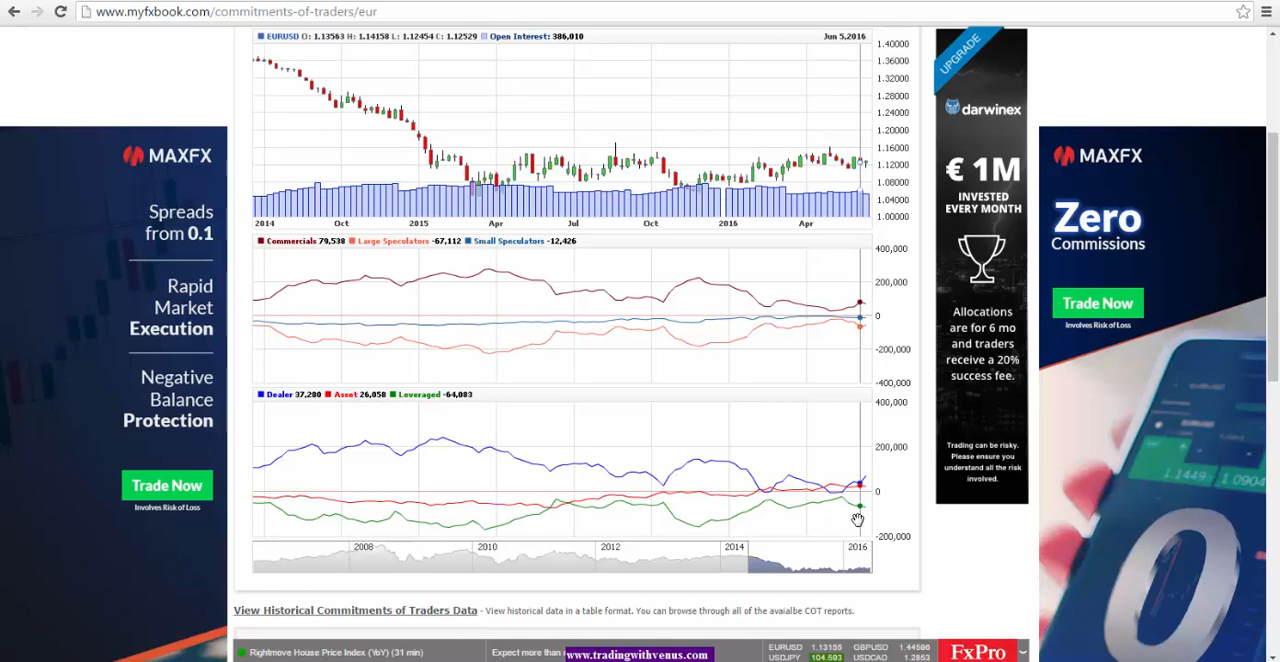 www.myfxbook.com/commitments-of-traders/eur
EURUSD O: 1.13563 H: 1.14158 L: 1.12454 C: 1.12529 Open Interest: 386,010 Jun 5,2016
1.40000
1.36000
1.32000
1.28000
1.24000
1.20000
1.16000
1.12000
1.08000
1.04000
1.00000
2014 Oct 2015 Apr Jul Oct 2016 Apr
Commercials 79,538 Large Speculators -67,112 Small Speculators -12,426
400,000
200,000
0
-200,000
-400,000
Dealer 37,280 Asset 26,058 Leveraged -64,083
400,000
200,000
0
-200,000
2008 2010 2012 2014 2016
View Historical Commitments of Traders Data - View historical data in a table format. You can browse through all of the avaialbe COT reports.
MAXFX
Spreads
from 0.1
Rapid
Market
Execution
Negative
Balance
Protection
Trade Now
Involves Risk of Loss
UPGRADE
darwinex
€ 1M
INVESTED
EVERY MONTH
Allocations
are for 6 mo
and traders
receive a 20%
success fee.
Trading can be risky.
Please ensure you
understand all the risk
involved.
MAXFX
Zero
Commissions
Trade Now
Involves Risk of Loss
1.1449 1.0904
0
Rightmove House Price Index (YoY) (31 min)
Expect more than
www.tradingwithvenus.com
EURUSD 1.13155 GBPUSD 1.44586
USDJPY 104.593 USDCAD 1.2853
FxPro